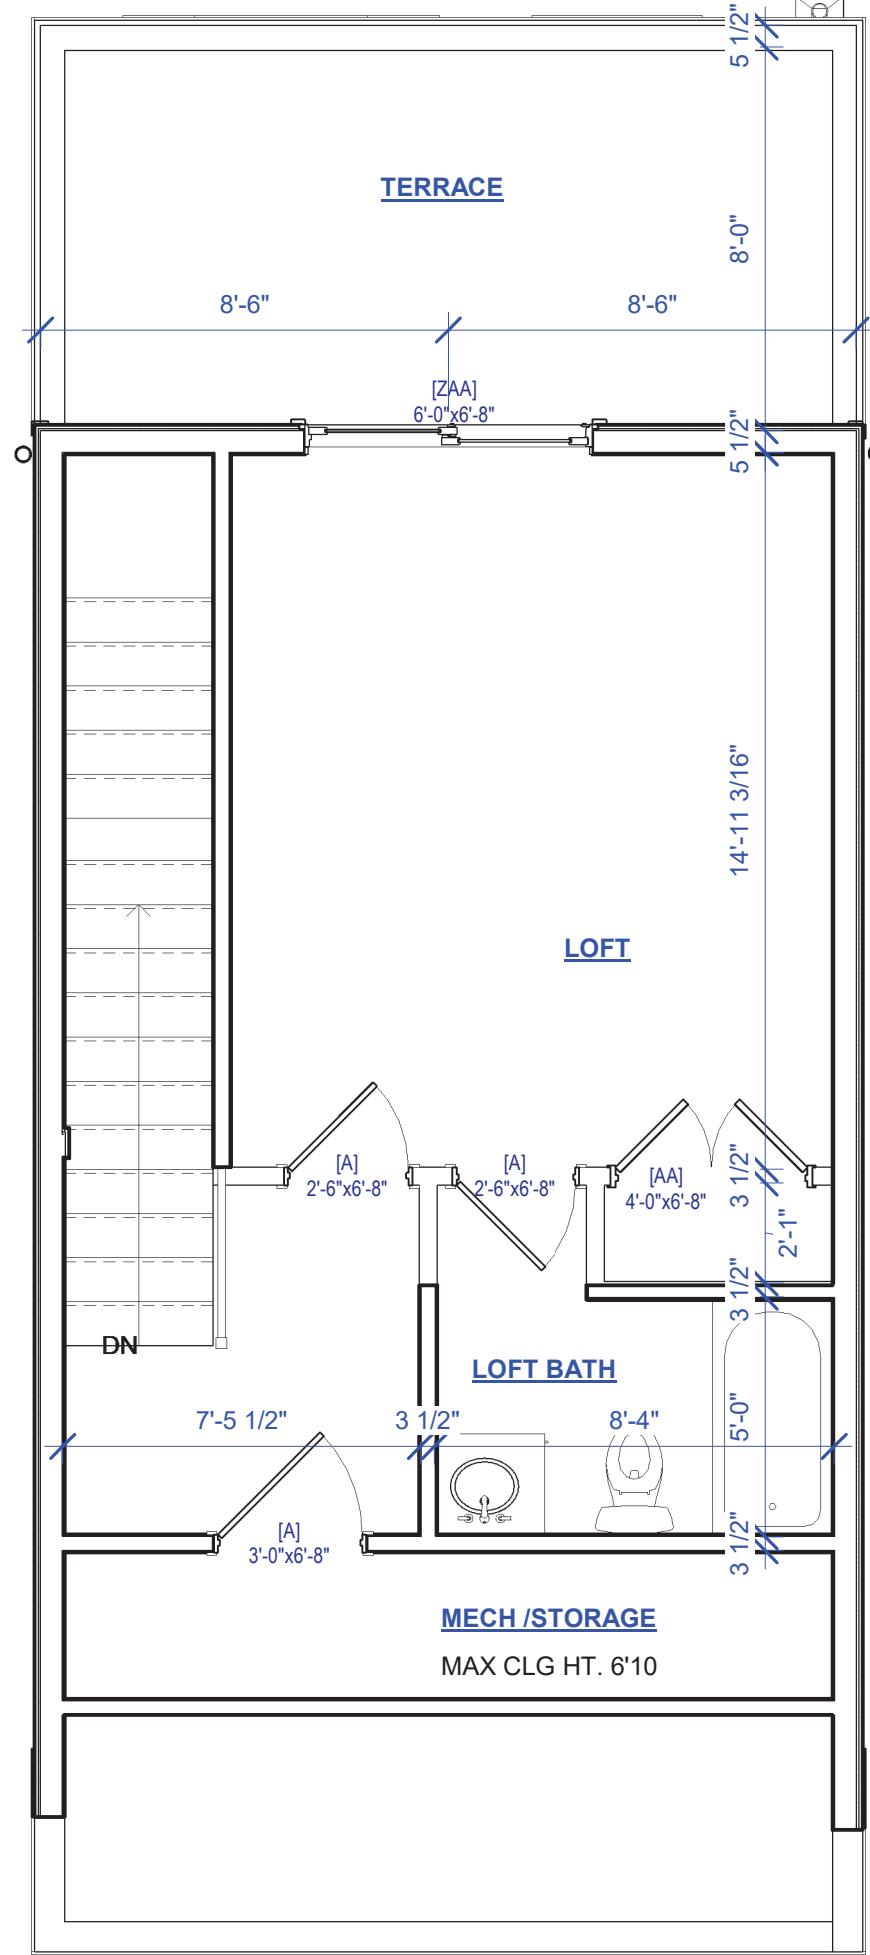 5 1/2"
TERRACE
8'-0"
8'-6"
8'-6"
[ZAA]
6'-0"x6'-8"
5 1/2"
14'-11 3/16"
LOFT
[A]
2'-6"x6'-8"
[A]
2'-6"x6'-8"
[AA]
4'-0"x6'-8"
3 1/2"
2'-1"
3 1/2"
DN
LOFT BATH
7'-5 1/2"
3 1/2"
8'-4"
5'-0"
[A]
3'-0"x6'-8"
3 1/2"
MECH /STORAGE
MAX CLG HT. 6'10